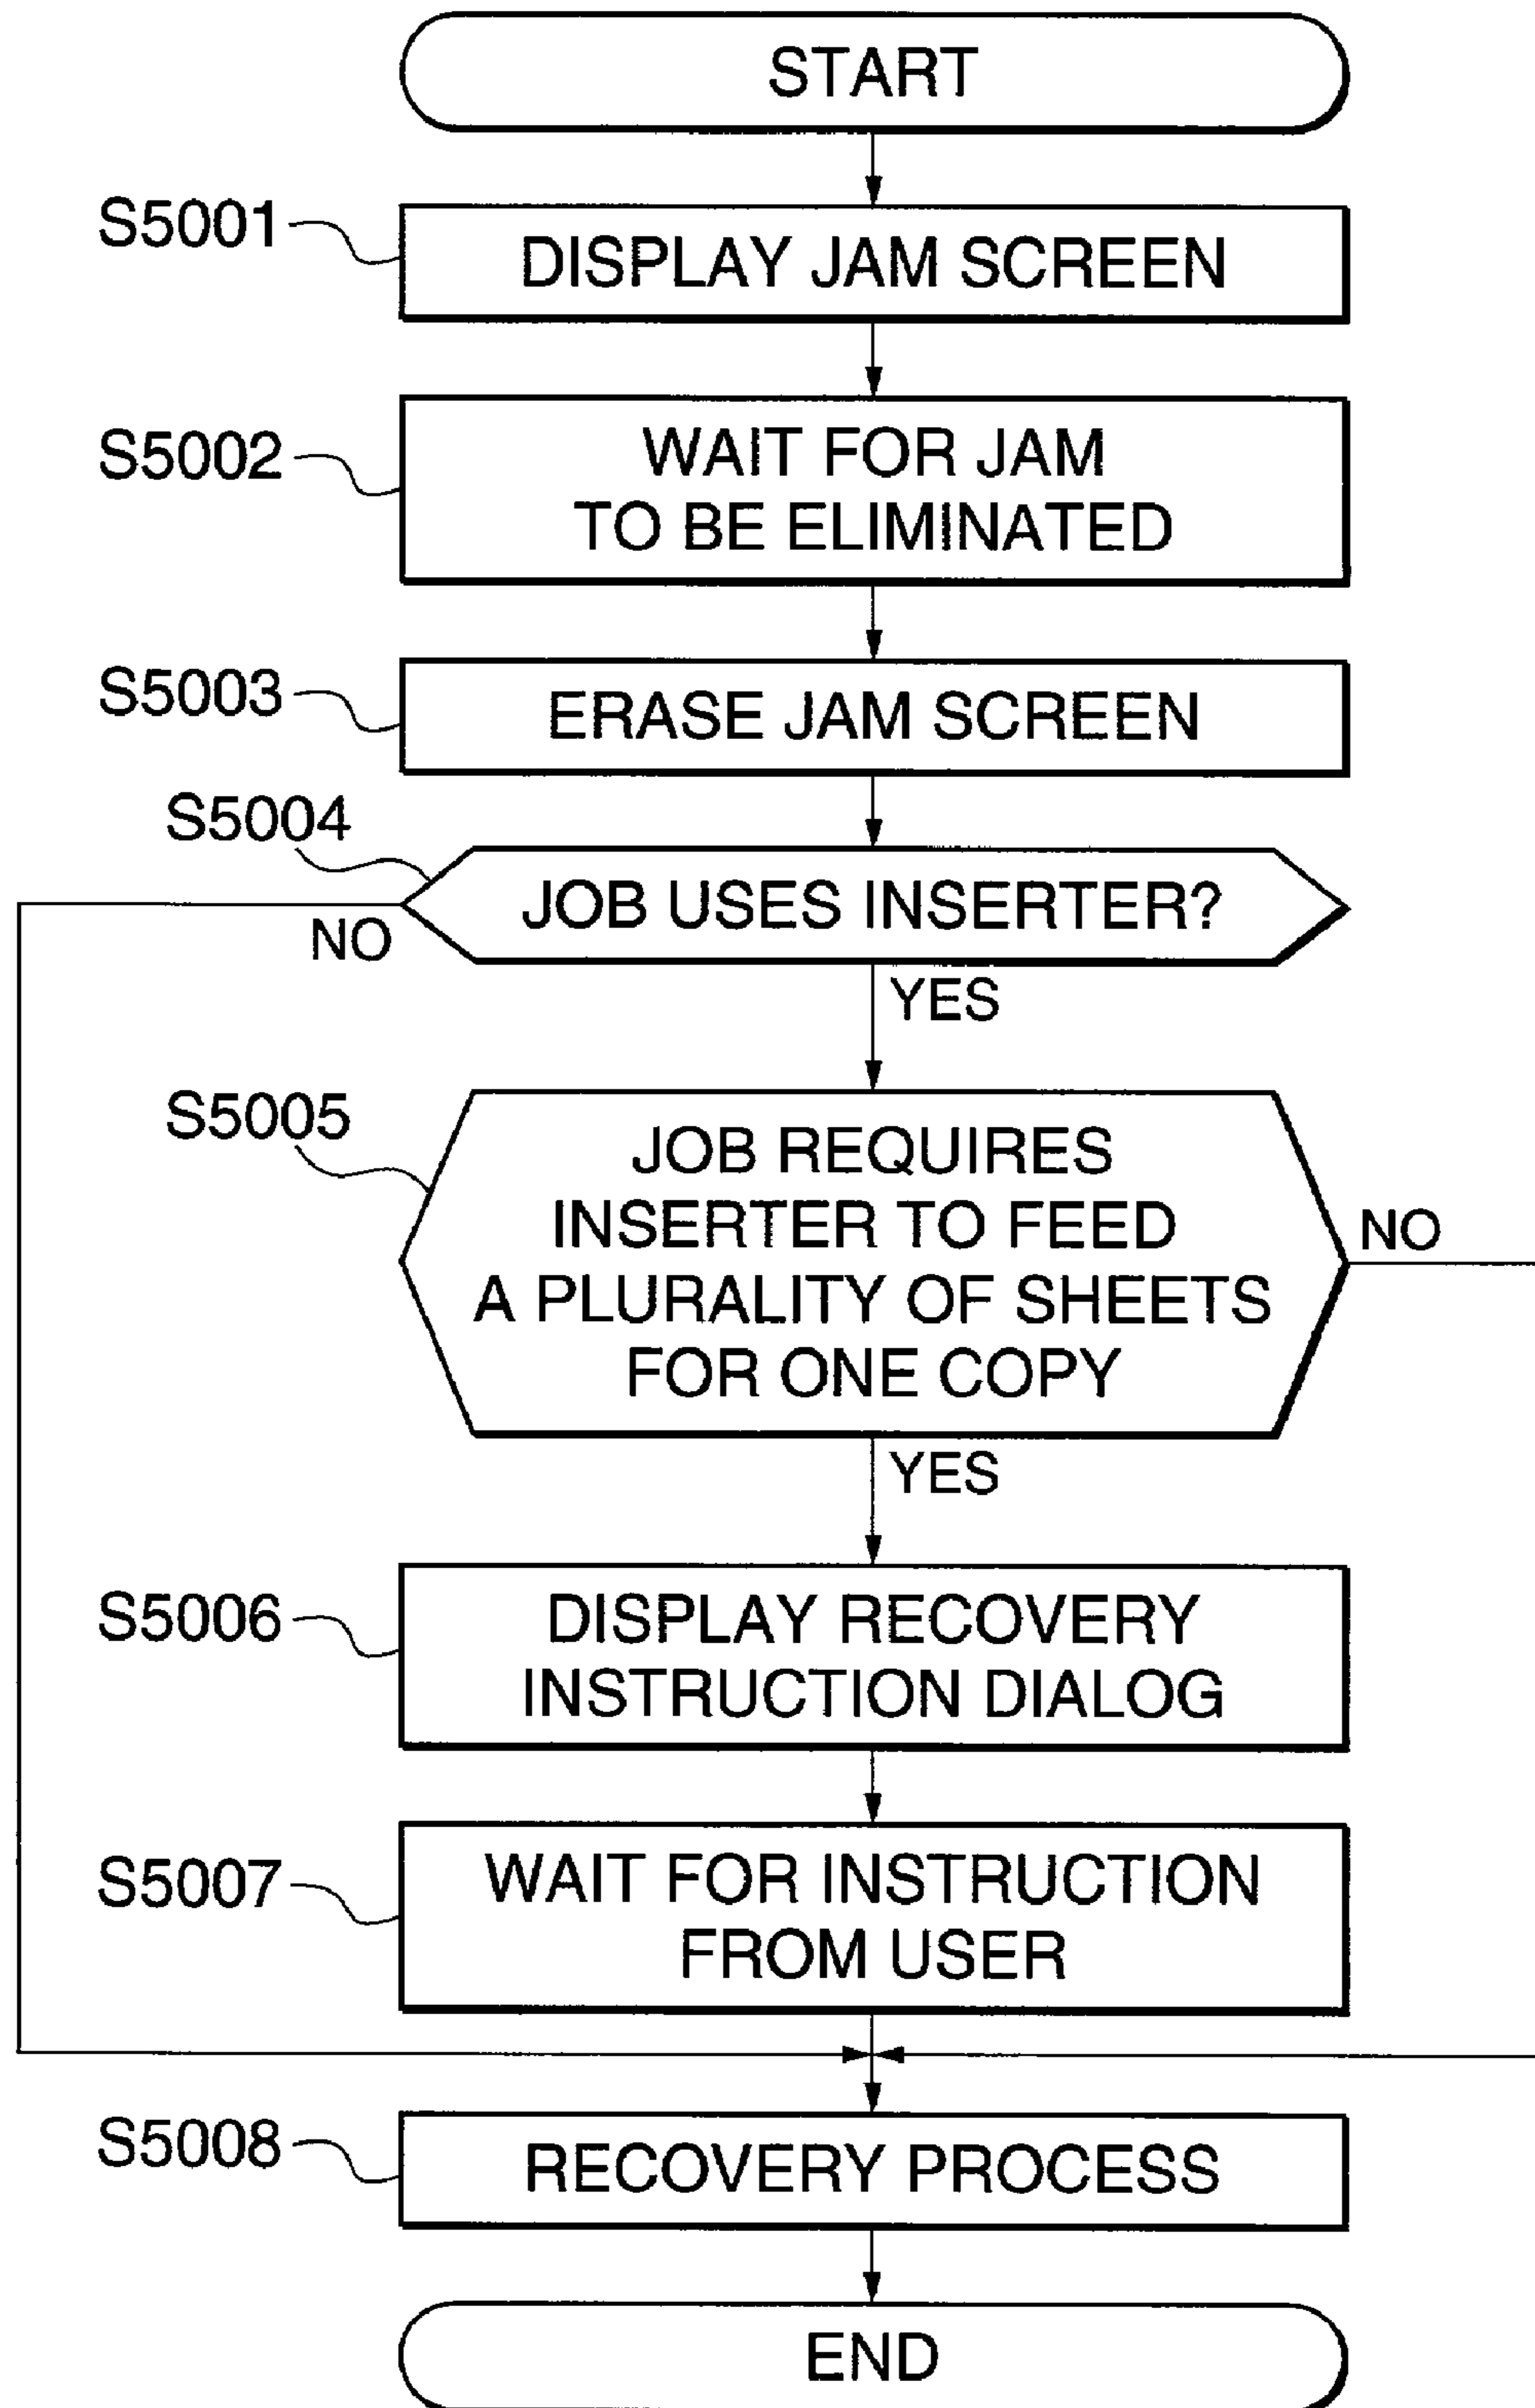 START
S5001
DISPLAY JAM SCREEN
S5002
WAIT FOR JAM
TO BE ELIMINATED
S5003
ERASE JAM SCREEN
S5004
JOB USES INSERTER?
NO
YES
S5005
JOB REQUIRES
INSERTER TO FEED
A PLURALITY OF SHEETS
FOR ONE COPY
NO
YES
S5006
DISPLAY RECOVERY
INSTRUCTION DIALOG
S5007
WAIT FOR INSTRUCTION
FROM USER
S5008
RECOVERY PROCESS
END